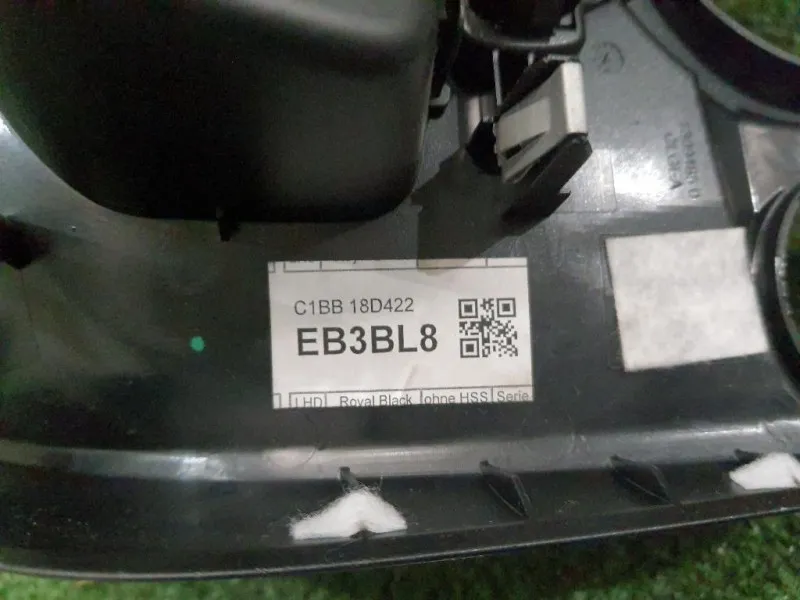 C1BB 18D422
EB3BL8
LHD Royal Black ohne HSS Serie